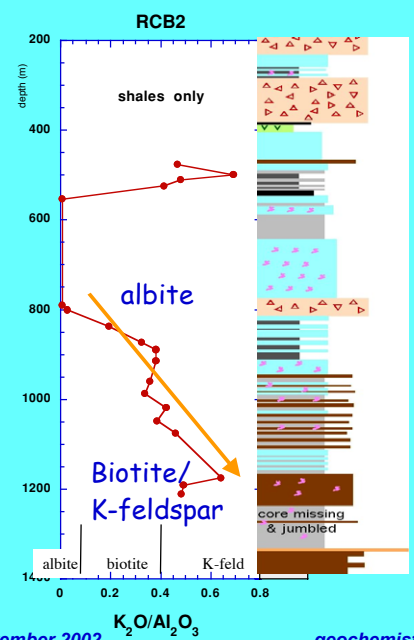 RCB2
200
depth (m)
shales only
400
600
albite
800
1000
Biotite/
K-feldspar
1200
core missing
& jumbled
albite biotite K-feld
1400
0 0.2 0.4 0.6 0.8
K2O/Al2O3
ember 2002 geochemist